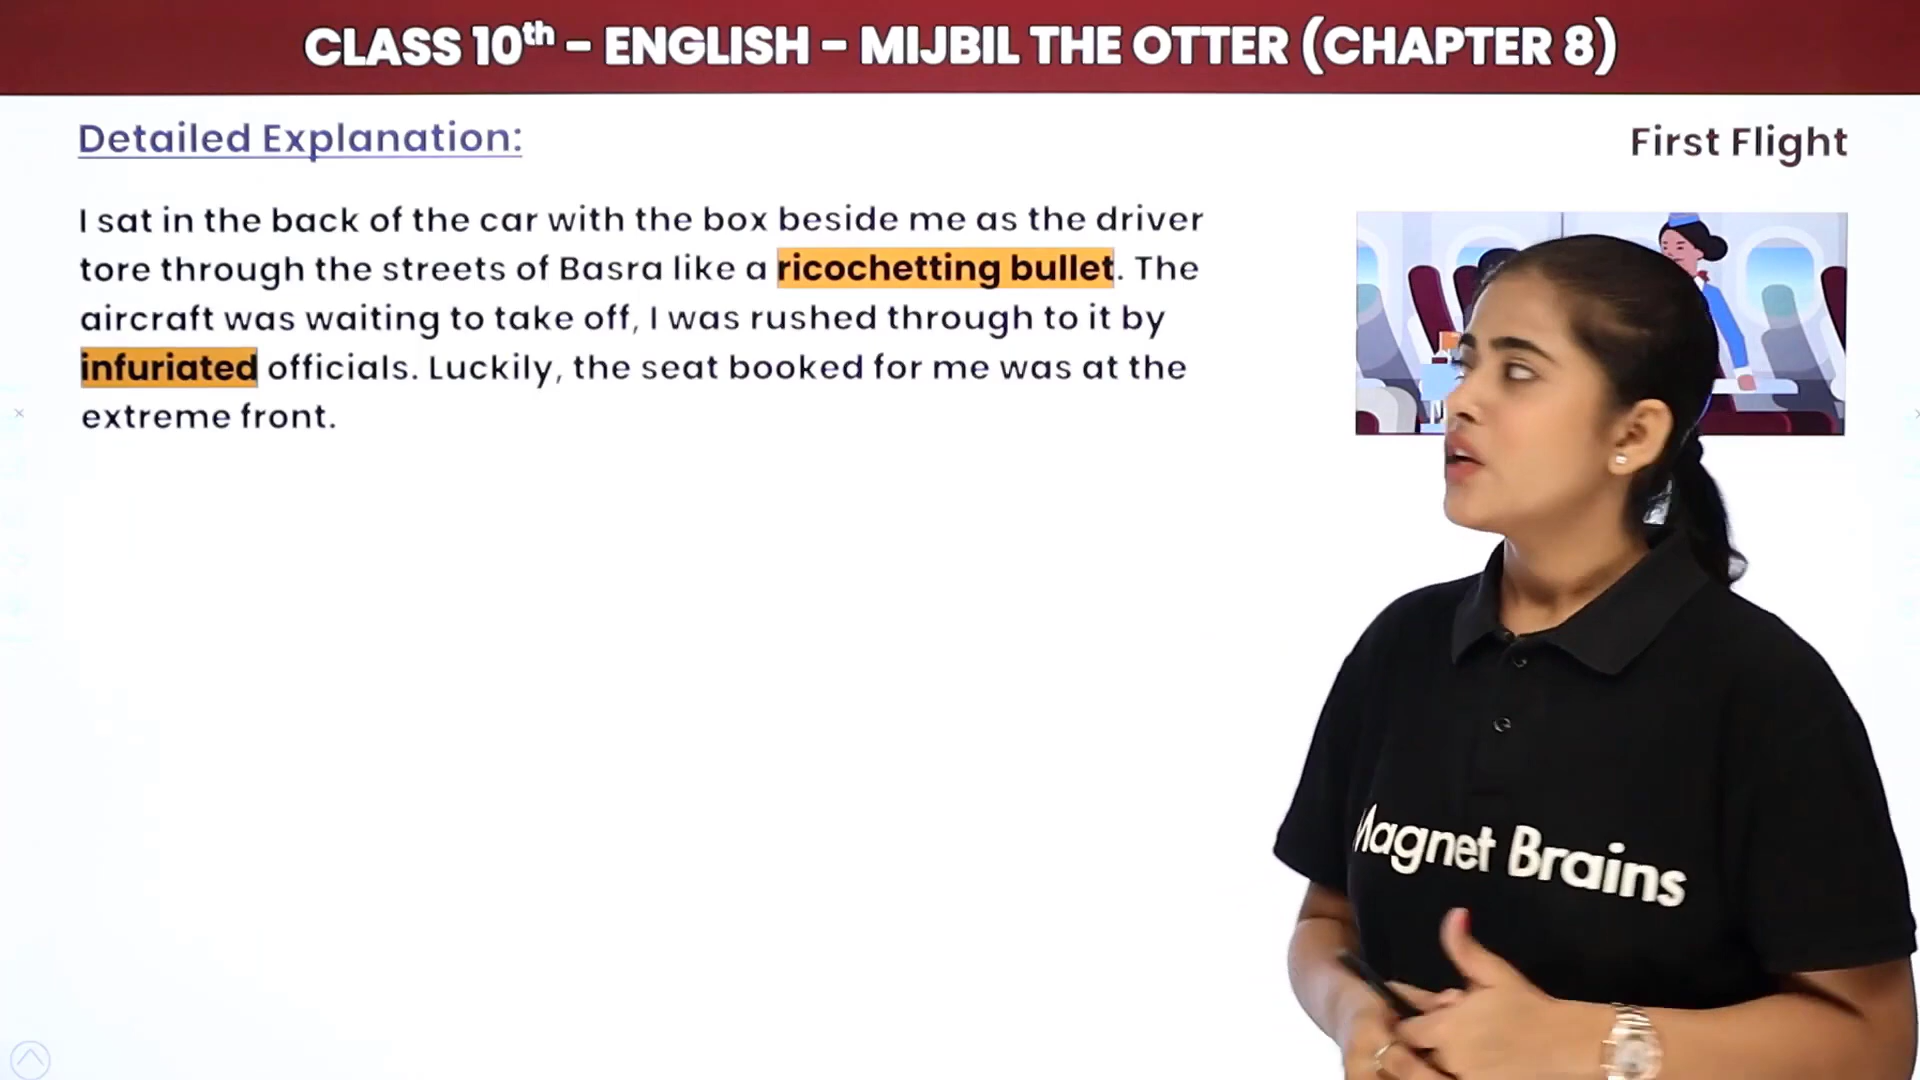 CLASS 10th – ENGLISH – MIJBIL THE OTTER (CHAPTER 8)
Detailed Explanation:
First Flight
I sat in the back of the car with the box beside me as the driver
tore through the streets of Basra like a ricochetting bullet. The
aircraft was waiting to take off, I was rushed through to it by
infuriated officials. Luckily, the seat booked for me was at the
extreme front.
Magnet Brains